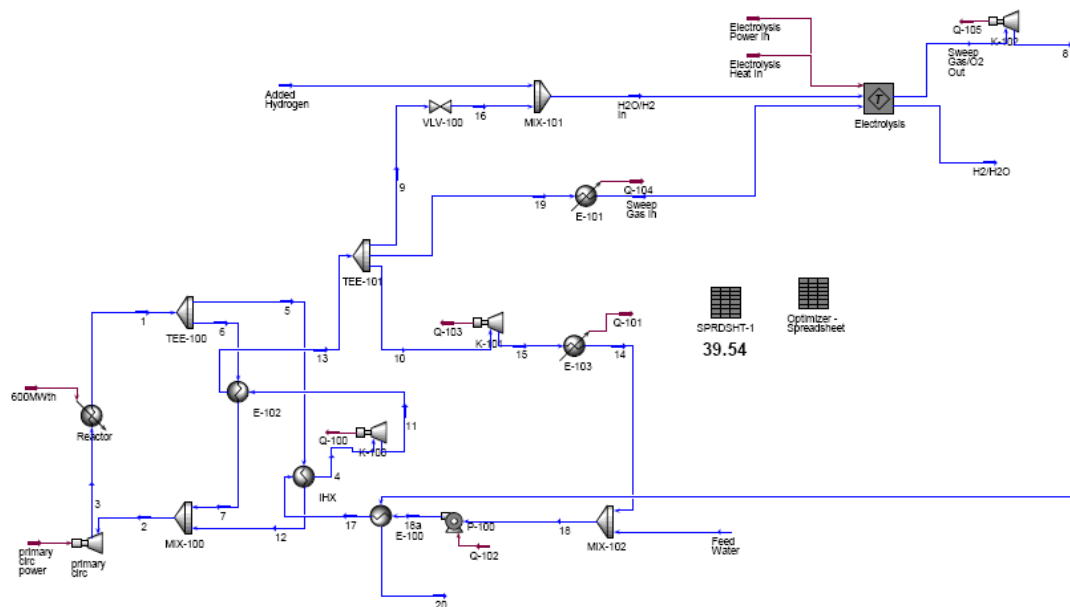 Electrolysis
Power In
Q-105
K-102
Sweep
Gas/O2
Out
8
Electrolysis
Heat In
Added
Hydrogen
VLV-100
16
MIX-101
H2O/H2
In
Electrolysis
H2/H2O
9
19
Q-104
E-101
Sweep
Gas In
TEE-101
1
TEE-100
5
6
13
Q-103
K-101
10
15
Q-101
E-103
14
SPRDSHT-1
39.54
Optimizer -
Spreadsheet
600MWth
Reactor
E-102
11
Q-100
K-100
4
IHX
3
2
MIX-100
7
12
17
E-100
18a
P-100
18
MIX-102
Feed
Water
Q-102
primary
circ
power
primary
circ
20